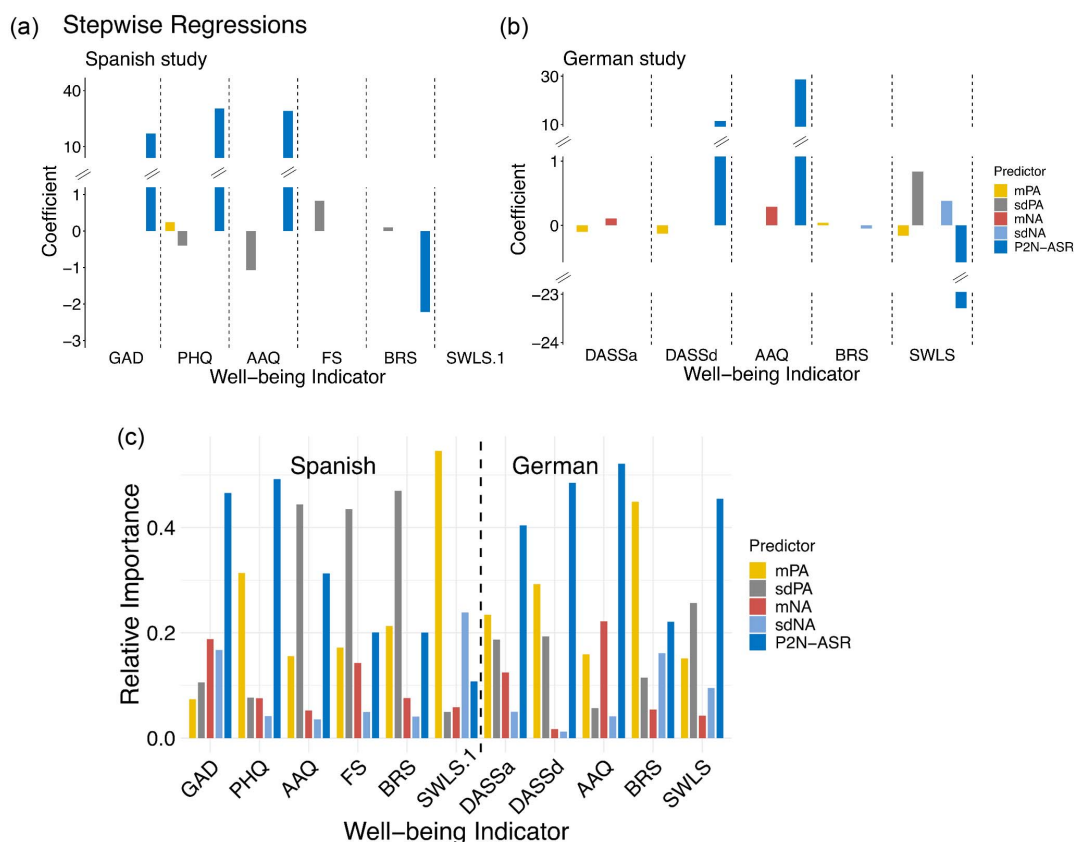 (a) Stepwise Regressions
Spanish study
40
10
1
0
−1
−2
−3
Coefficient
GAD PHQ AAQ FS BRS SWLS.1
Well−being Indicator
(b)
German study
30
10
1
0
−23
−24
Coefficient
DASSa DASSd AAQ BRS SWLS
Well−being Indicator
Predictor
mPA
sdPA
mNA
sdNA
P2N−ASR
(c)
Spanish German
0.4
0.2
0.0
Relative Importance
GAD PHQ AAQ FS BRS SWLS.1 DASSa DASSd AAQ BRS SWLS
Well−being Indicator
Predictor
mPA
sdPA
mNA
sdNA
P2N−ASR